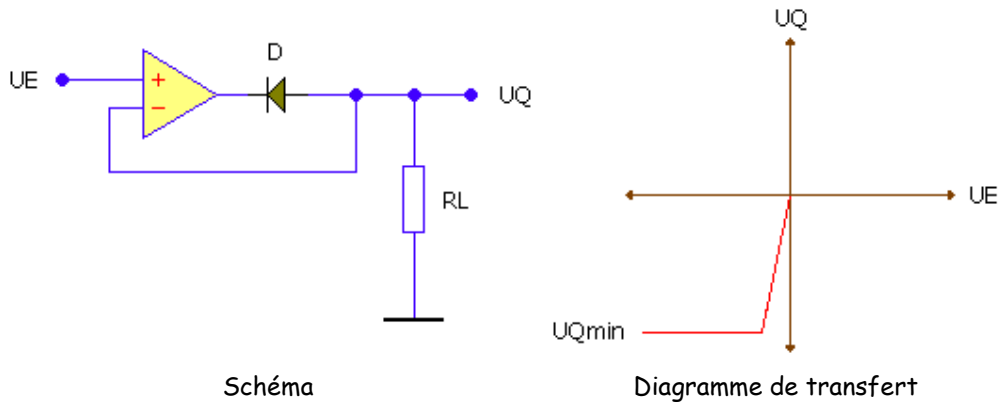 D
UE
+
−
UQ
RL
Schéma
UQ
UE
UQmin
Diagramme de transfert